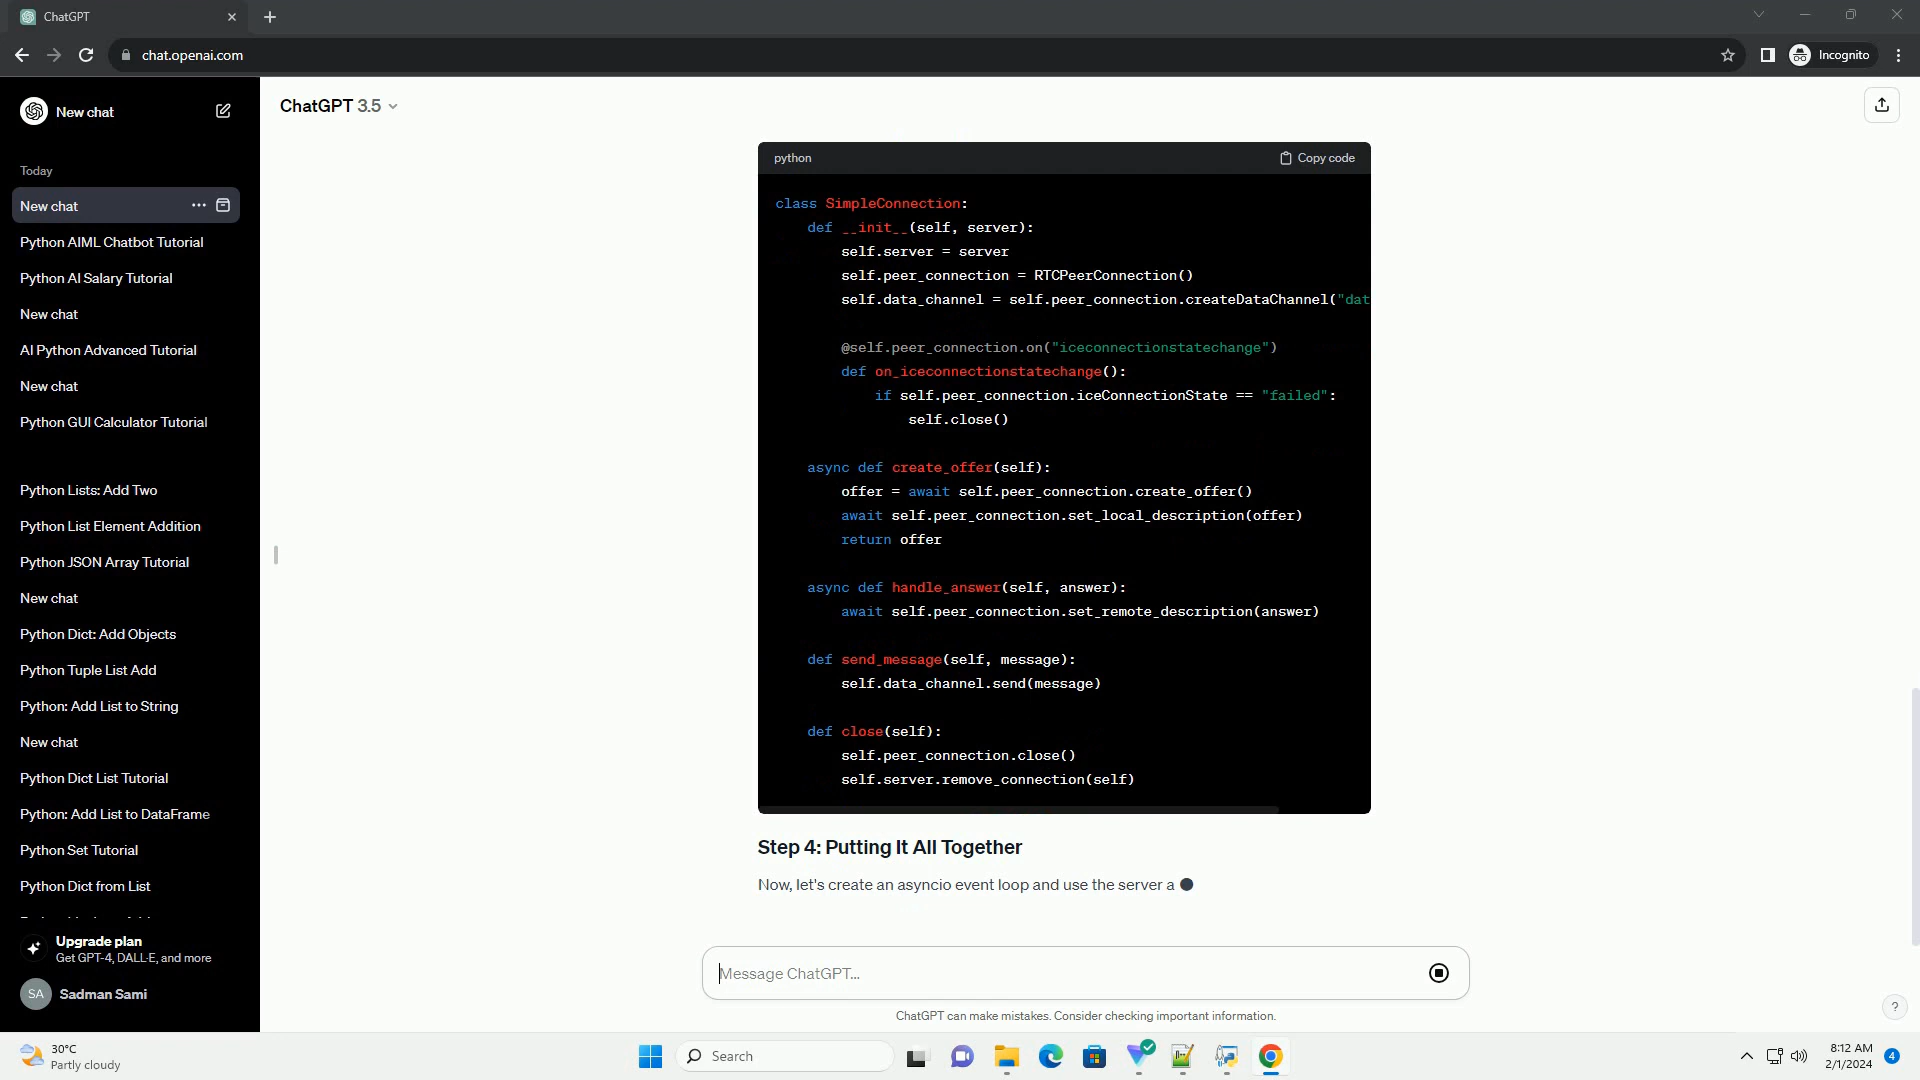 ChatGPT
chat.openai.com
Incognito
New chat
Today
New chat
Python AIML Chatbot Tutorial
Python AI Salary Tutorial
New chat
AI Python Advanced Tutorial
New chat
Python GUI Calculator Tutorial
Python Lists: Add Two
Python List Element Addition
Python JSON Array Tutorial
New chat
Python Dict: Add Objects
Python Tuple List Add
Python: Add List to String
New chat
Python Dict List Tutorial
Python: Add List to DataFrame
Python Set Tutorial
Python Dict from List
Upgrade plan
Get GPT-4, DALL·E, and more
SA
Sadman Sami
ChatGPT 3.5
python
Copy code
class SimpleConnection:
    def __init__(self, server):
        self.server = server
        self.peer_connection = RTCPeerConnection()
        self.data_channel = self.peer_connection.createDataChannel("dat
        @self.peer_connection.on("iceconnectionstatechange")
        def on_iceconnectionstatechange():
            if self.peer_connection.iceConnectionState == "failed":
                self.close()
    async def create_offer(self):
        offer = await self.peer_connection.create_offer()
        await self.peer_connection.set_local_description(offer)
        return offer
    async def handle_answer(self, answer):
        await self.peer_connection.set_remote_description(answer)
    def send_message(self, message):
        self.data_channel.send(message)
    def close(self):
        self.peer_connection.close()
        self.server.remove_connection(self)
Step 4: Putting It All Together
Now, let's create an asyncio event loop and use the server a
Message ChatGPT...
ChatGPT can make mistakes. Consider checking important information.
?
30°C
Partly cloudy
Search
8:12 AM
2/1/2024
4